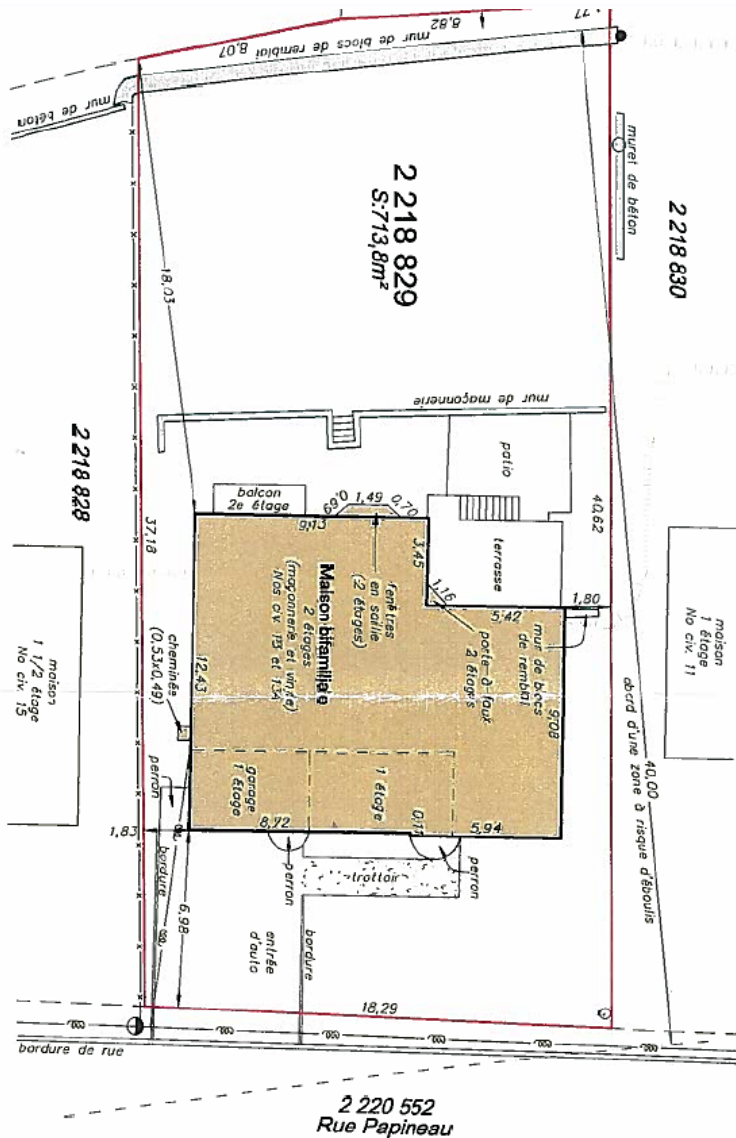 1,77
8,82
mur de blocs de remblai
8,07
mur de béton
muret de béton
2 218 830
2 218 829
S:713,8m²
18,03
mur de maçonnerie
patio
2 218 828
balcon
2e étage
0,69
1,49
0,70
9,13
40,62
37,18
3,45
terrasse
fenêtres
en saillie
(2 étages)
1,16
1,80
5,42
maison
1 étage
No civ. 11
Maison bifamiliale
2 étages
(maçonnerie et vinyle)
porte-à-faux
2 étages
mur de blocs
de remblai
maison
1 1/2 étage
No civ. 15
12,43
cheminée
(0,53x0,49)
9,08
abord d'une zone à risque d'éboulis
40,00
perron
garage
1 étage
1 étage
8,72
0,11
5,94
1,83
bordure
perron
trottoir
perron
6,98
entrée
d'auto
bordure
18,29
bordure de rue
2 220 552
Rue Papineau